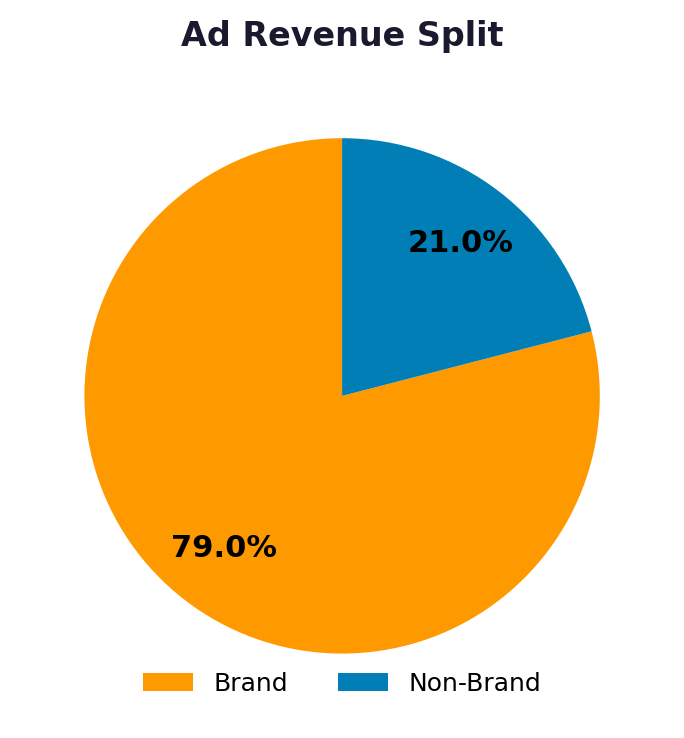 Ad Revenue Split
21.0%
79.0%
Brand
Non-Brand